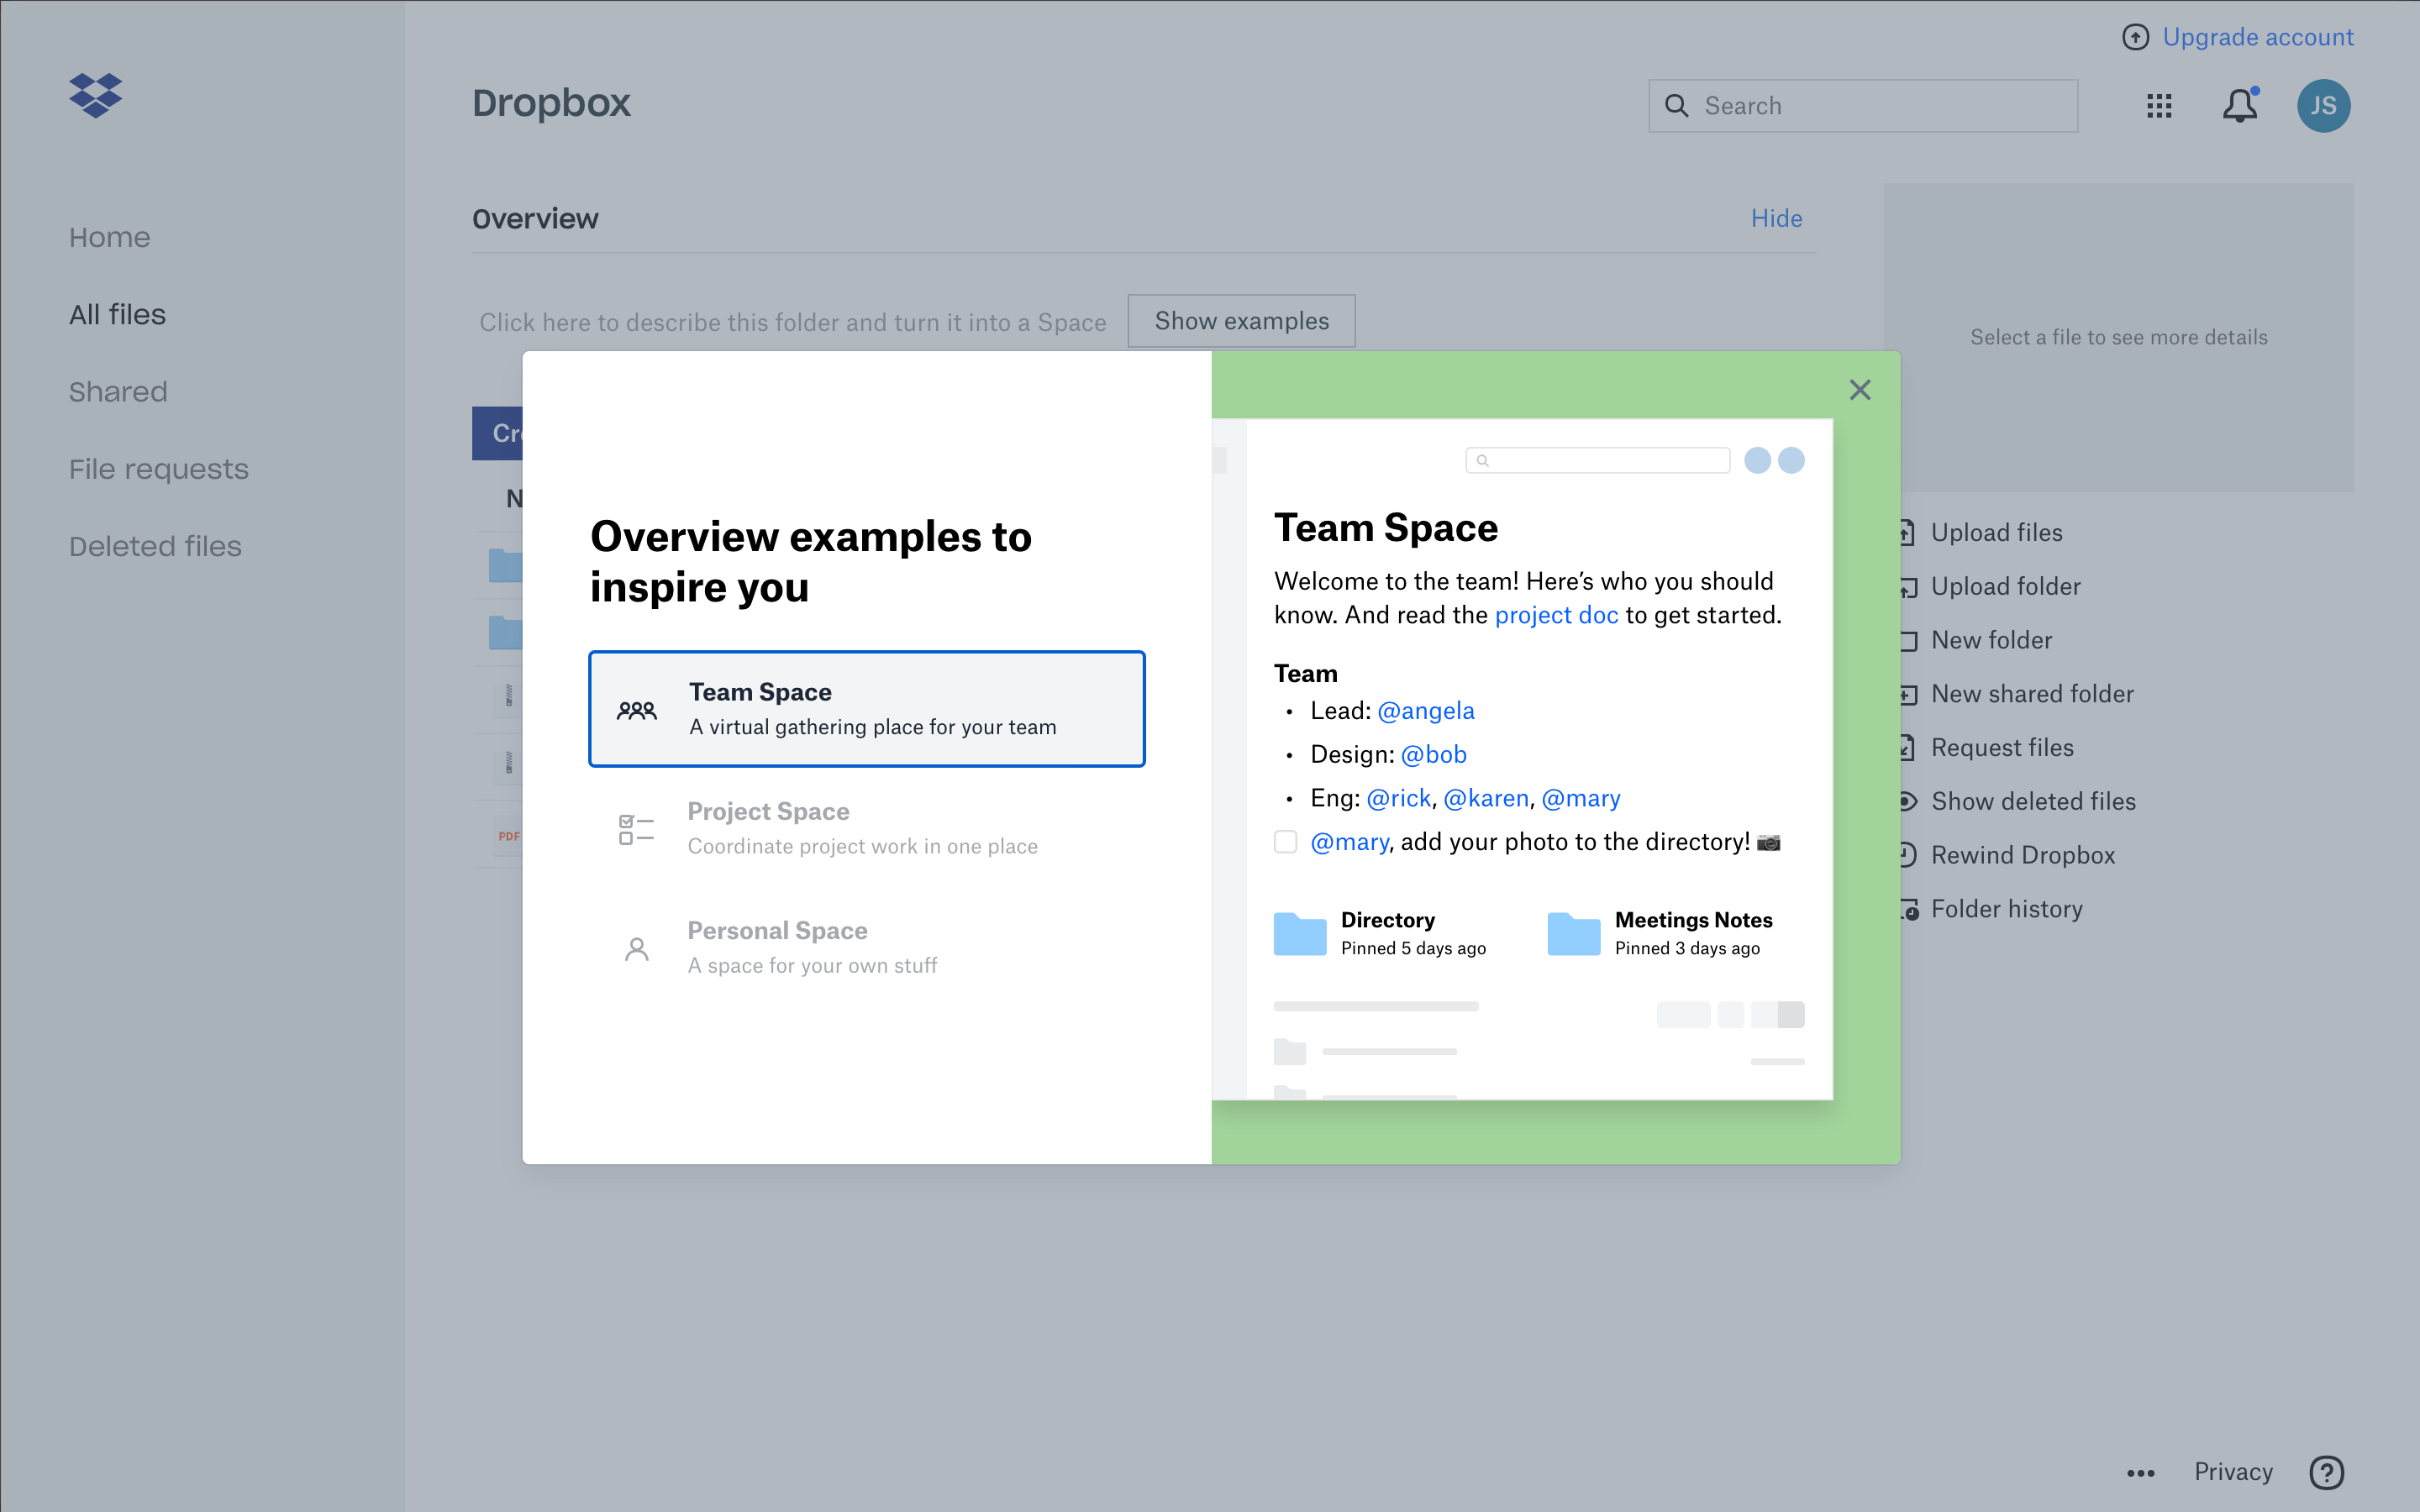 Upgrade account
Dropbox
Search
JS
Home
All files
Shared
File requests
Deleted files
Overview
Hide
Click here to describe this folder and turn it into a Space
Show examples
Select a file to see more details
PDF
Upload files
Upload folder
New folder
New shared folder
Request files
Show deleted files
Rewind Dropbox
Folder history
Overview examples to
inspire you
Team Space
A virtual gathering place for your team
Project Space
Coordinate project work in one place
Personal Space
A space for your own stuff
Team Space
Welcome to the team! Here’s who you should
know. And read the project doc to get started.
Team
• Lead: @angela
• Design: @bob
• Eng: @rick, @karen, @mary
@mary, add your photo to the directory! 📷
Directory
Pinned 5 days ago
Meetings Notes
Pinned 3 days ago
Privacy
?